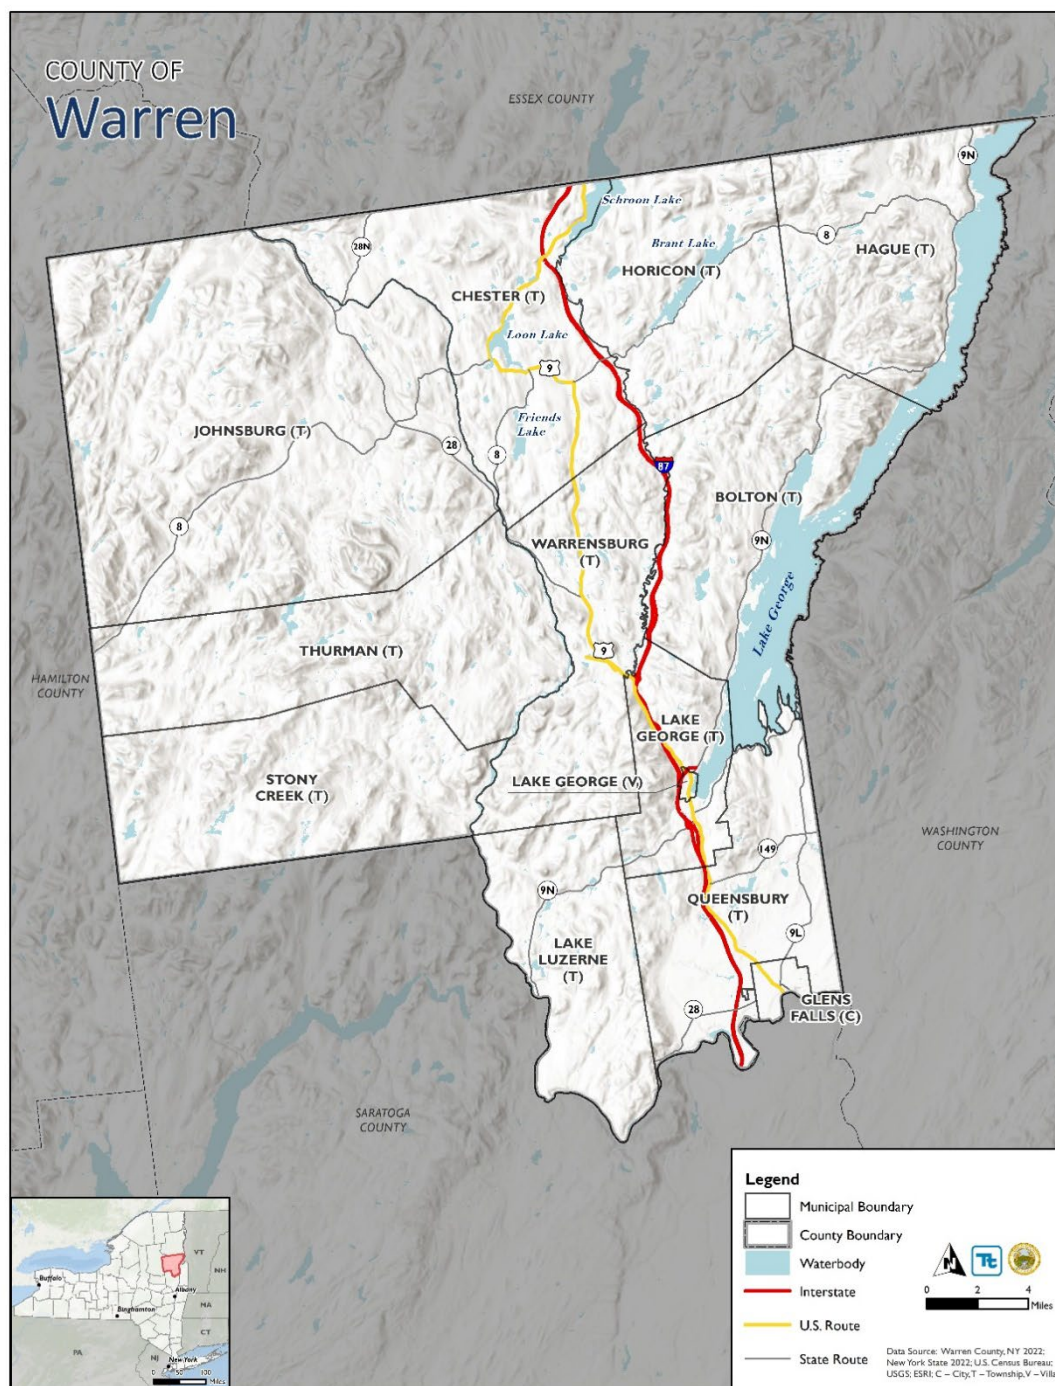 COUNTY OF
Warren
ESSEX COUNTY
9N
Schroon Lake
8
28N
Brant Lake
HAGUE (T)
HORICON (T)
CHESTER (T)
Loon Lake
9
Friends
Lake
JOHNSBURG (T)
28
8
87
BOLTON (T)
8
9N
WARRENSBURG
(T)
Lake George
THURMAN (T)
9
HAMILTON
COUNTY
LAKE
GEORGE (T)
STONY
CREEK (T)
LAKE GEORGE (V)
WASHINGTON
COUNTY
149
9N
QUEENSBURY
(T)
9L
LAKE
LUZERNE
(T)
GLENS
FALLS (C)
28
SARATOGA
COUNTY
Legend
Municipal Boundary
County Boundary
Waterbody
Interstate
U.S. Route
State Route
N
Tt
0 2 4
Miles
Data Source: Warren County, NY 2022;
New York State 2022; U.S. Census Bureau;
USGS; ESRI; C – City, T – Township, V – Villa
VT
NH
Buffalo
Albany
MA
Binghamton
CT
PA
NJ
New York
0 50 100
Miles